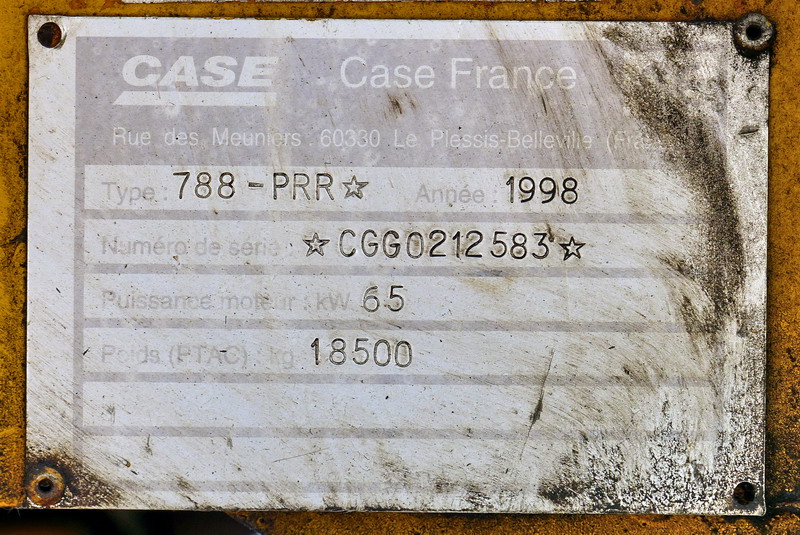 CASE Case France
Rue des Meuniers 60330 Le Plessis-Belleville (Fra
Type : 788-PRR☆ Année : 1998
Numéro de série : ☆CGG0212583☆
Puissance moteur : kW 65
Poids (PTAC) : kg 18500